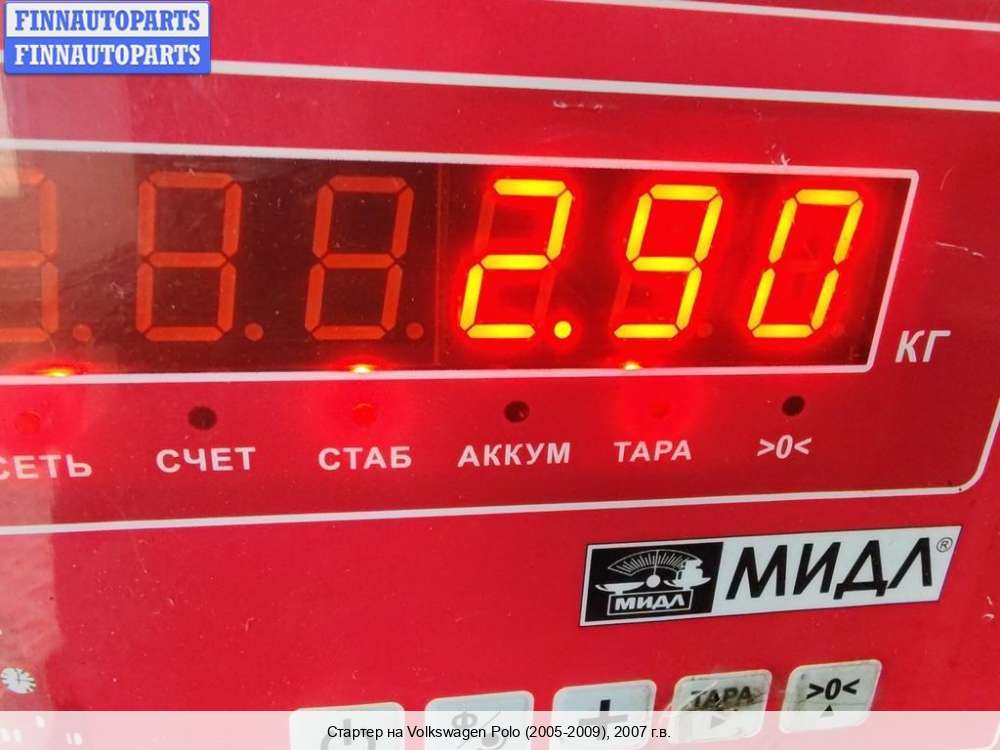 FINNAUTOPARTS
FINNAUTOPARTS
2.90
КГ
СЕТЬ СЧЕТ СТАБ АККУМ ТАРА >0<
МИДЛ МИДЛ®
ТАРА >0<
Стартер на Volkswagen Polo (2005-2009), 2007 г.в.